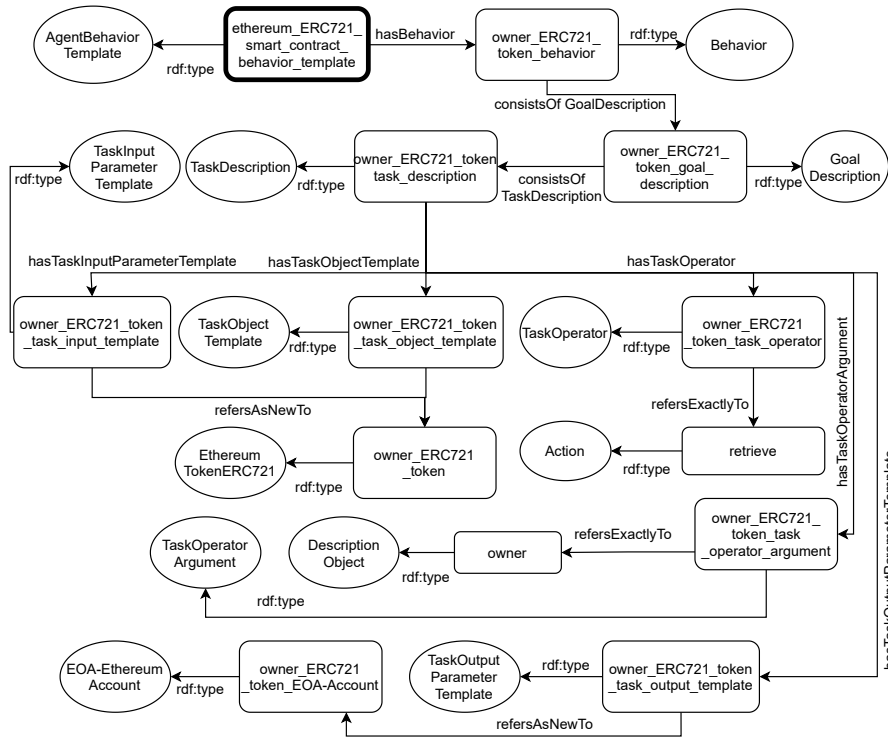 AgentBehavior
Template
rdf:type
ethereum_ERC721_
smart_contract_
behavior_template
hasBehavior
owner_ERC721_
token_behavior
rdf:type
Behavior
consistsOf GoalDescription
TaskInput
Parameter
Template
rdf:type
TaskDescription
rdf:type
owner_ERC721_token
task_description
consistsOf
TaskDescription
owner_ERC721_
token_goal_
description
rdf:type
Goal
Description
hasTaskInputParameterTemplate
hasTaskObjectTemplate
hasTaskOperator
owner_ERC721_token
_task_input_template
TaskObject
Template
rdf:type
owner_ERC721_token
_task_object_template
TaskOperator
rdf:type
owner_ERC721
_token_task_operator
hasTaskOperatorArgument
refersAsNewTo
refersExactlyTo
Ethereum
TokenERC721
rdf:type
owner_ERC721
_token
Action
rdf:type
retrieve
TaskOperator
Argument
Description
Object
rdf:type
owner
refersExactlyTo
owner_ERC721_
token_task
_operator_argument
rdf:type
hasTaskOutputParameterTemplate
EOA-Ethereum
Account
rdf:type
owner_ERC721
_token_EOA-Account
TaskOutput
Parameter
Template
rdf:type
owner_ERC721_token
_task_output_template
refersAsNewTo